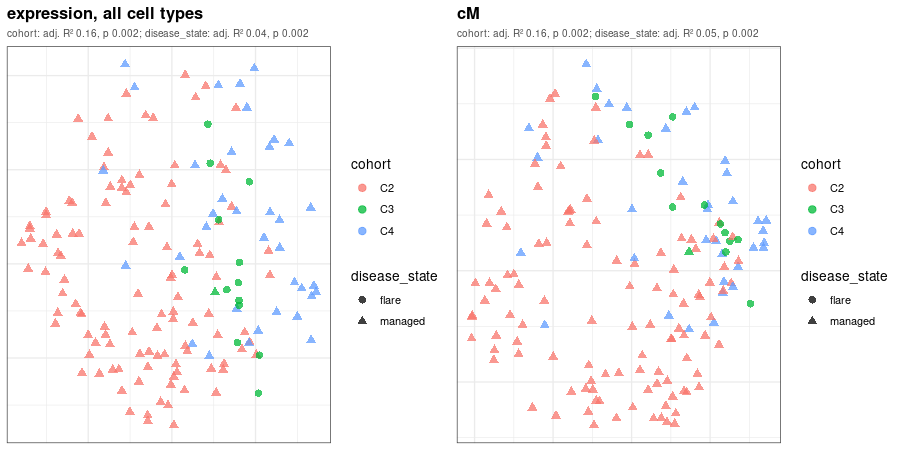 expression, all cell types
cohort: adj. R² 0.16, p 0.002; disease_state: adj. R² 0.04, p 0.002
cohort
C2
C3
C4
disease_state
flare
managed
cM
cohort: adj. R² 0.16, p 0.002; disease_state: adj. R² 0.05, p 0.002
cohort
C2
C3
C4
disease_state
flare
managed